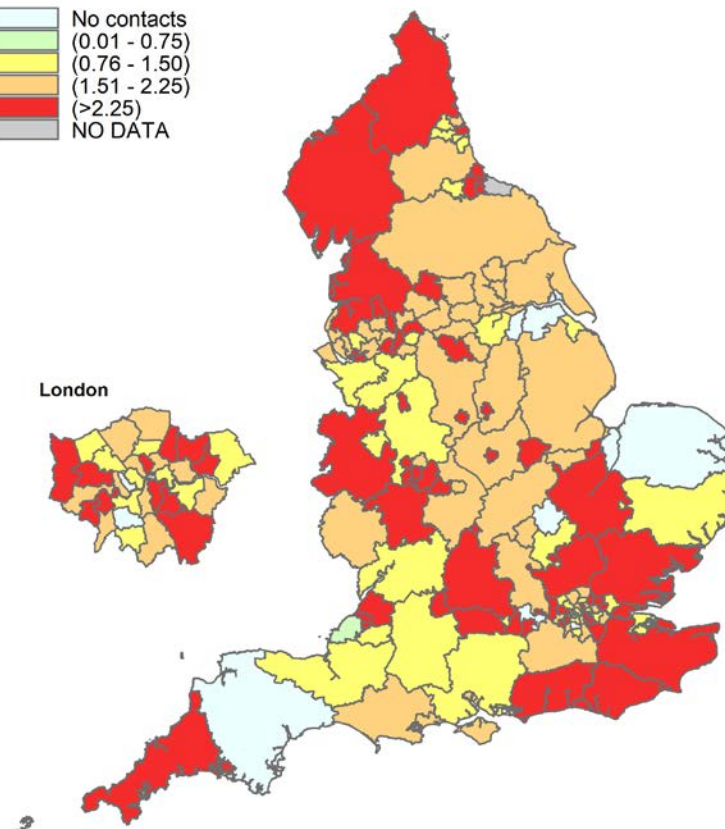 No contacts
(0.01 - 0.75)
(0.76 - 1.50)
(1.51 - 2.25)
(>2.25)
NO DATA
London